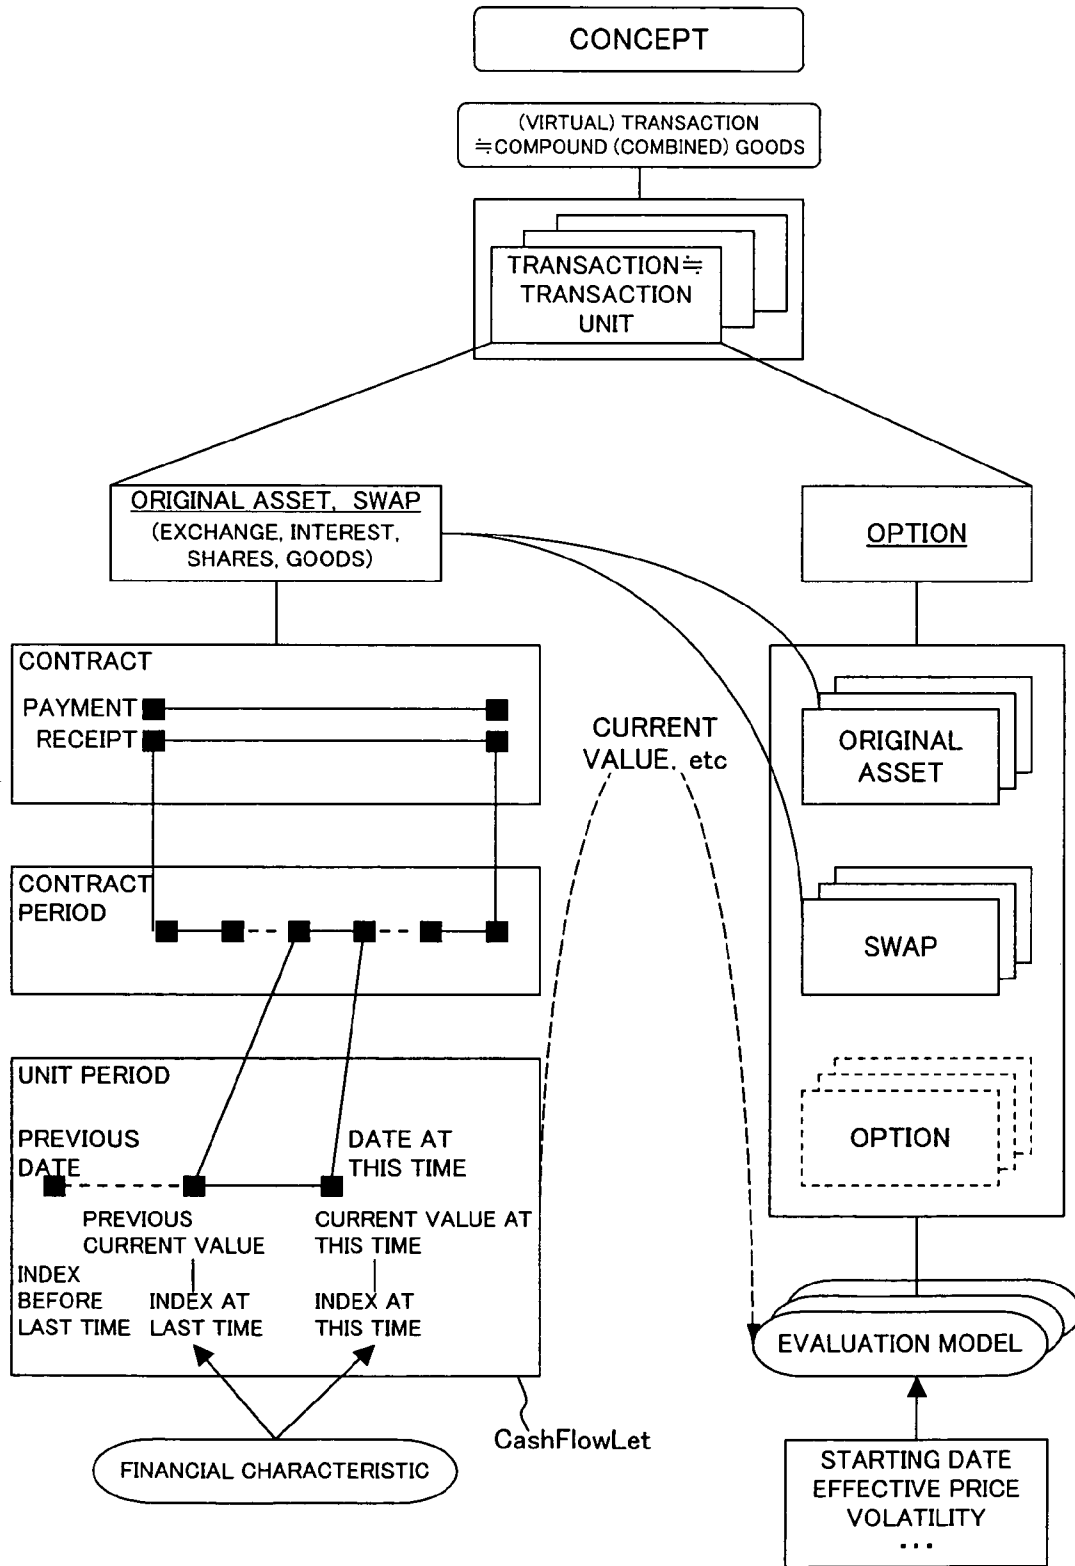 CONCEPT
(VIRTUAL) TRANSACTION
≒COMPOUND (COMBINED) GOODS
TRANSACTION≒
TRANSACTION
UNIT
ORIGINAL ASSET, SWAP
(EXCHANGE, INTEREST,
SHARES, GOODS)
OPTION
CONTRACT
PAYMENT
RECEIPT
CURRENT
VALUE, etc
ORIGINAL
ASSET
CONTRACT
PERIOD
SWAP
UNIT PERIOD
PREVIOUS
DATE
DATE AT
THIS TIME
OPTION
PREVIOUS
CURRENT VALUE
CURRENT VALUE AT
THIS TIME
INDEX
BEFORE
LAST TIME
INDEX AT
LAST TIME
INDEX AT
THIS TIME
EVALUATION MODEL
CashFlowLet
FINANCIAL CHARACTERISTIC
STARTING DATE
EFFECTIVE PRICE
VOLATILITY
...